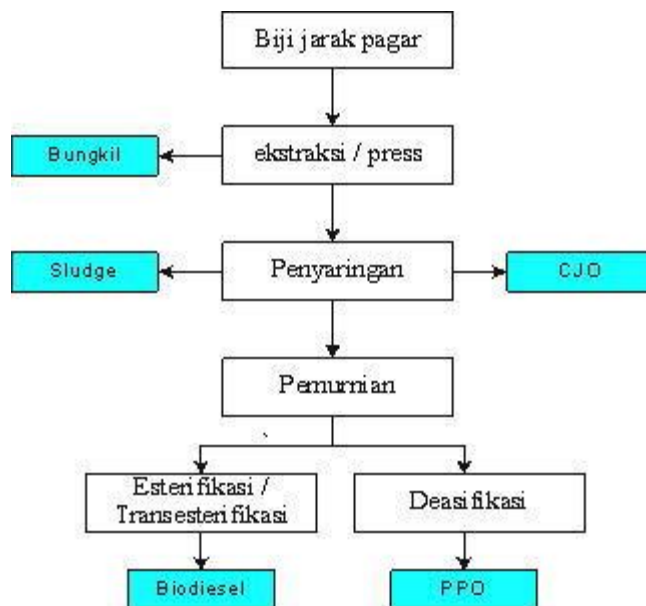 Biji jarak pagar
Bungkil
ekstraksi / press
Sludge
Penyaringan
CJO
Pemurnian
Esterifikasi /
Transesterifikasi
Deasifikasi
Biodiesel
PPO